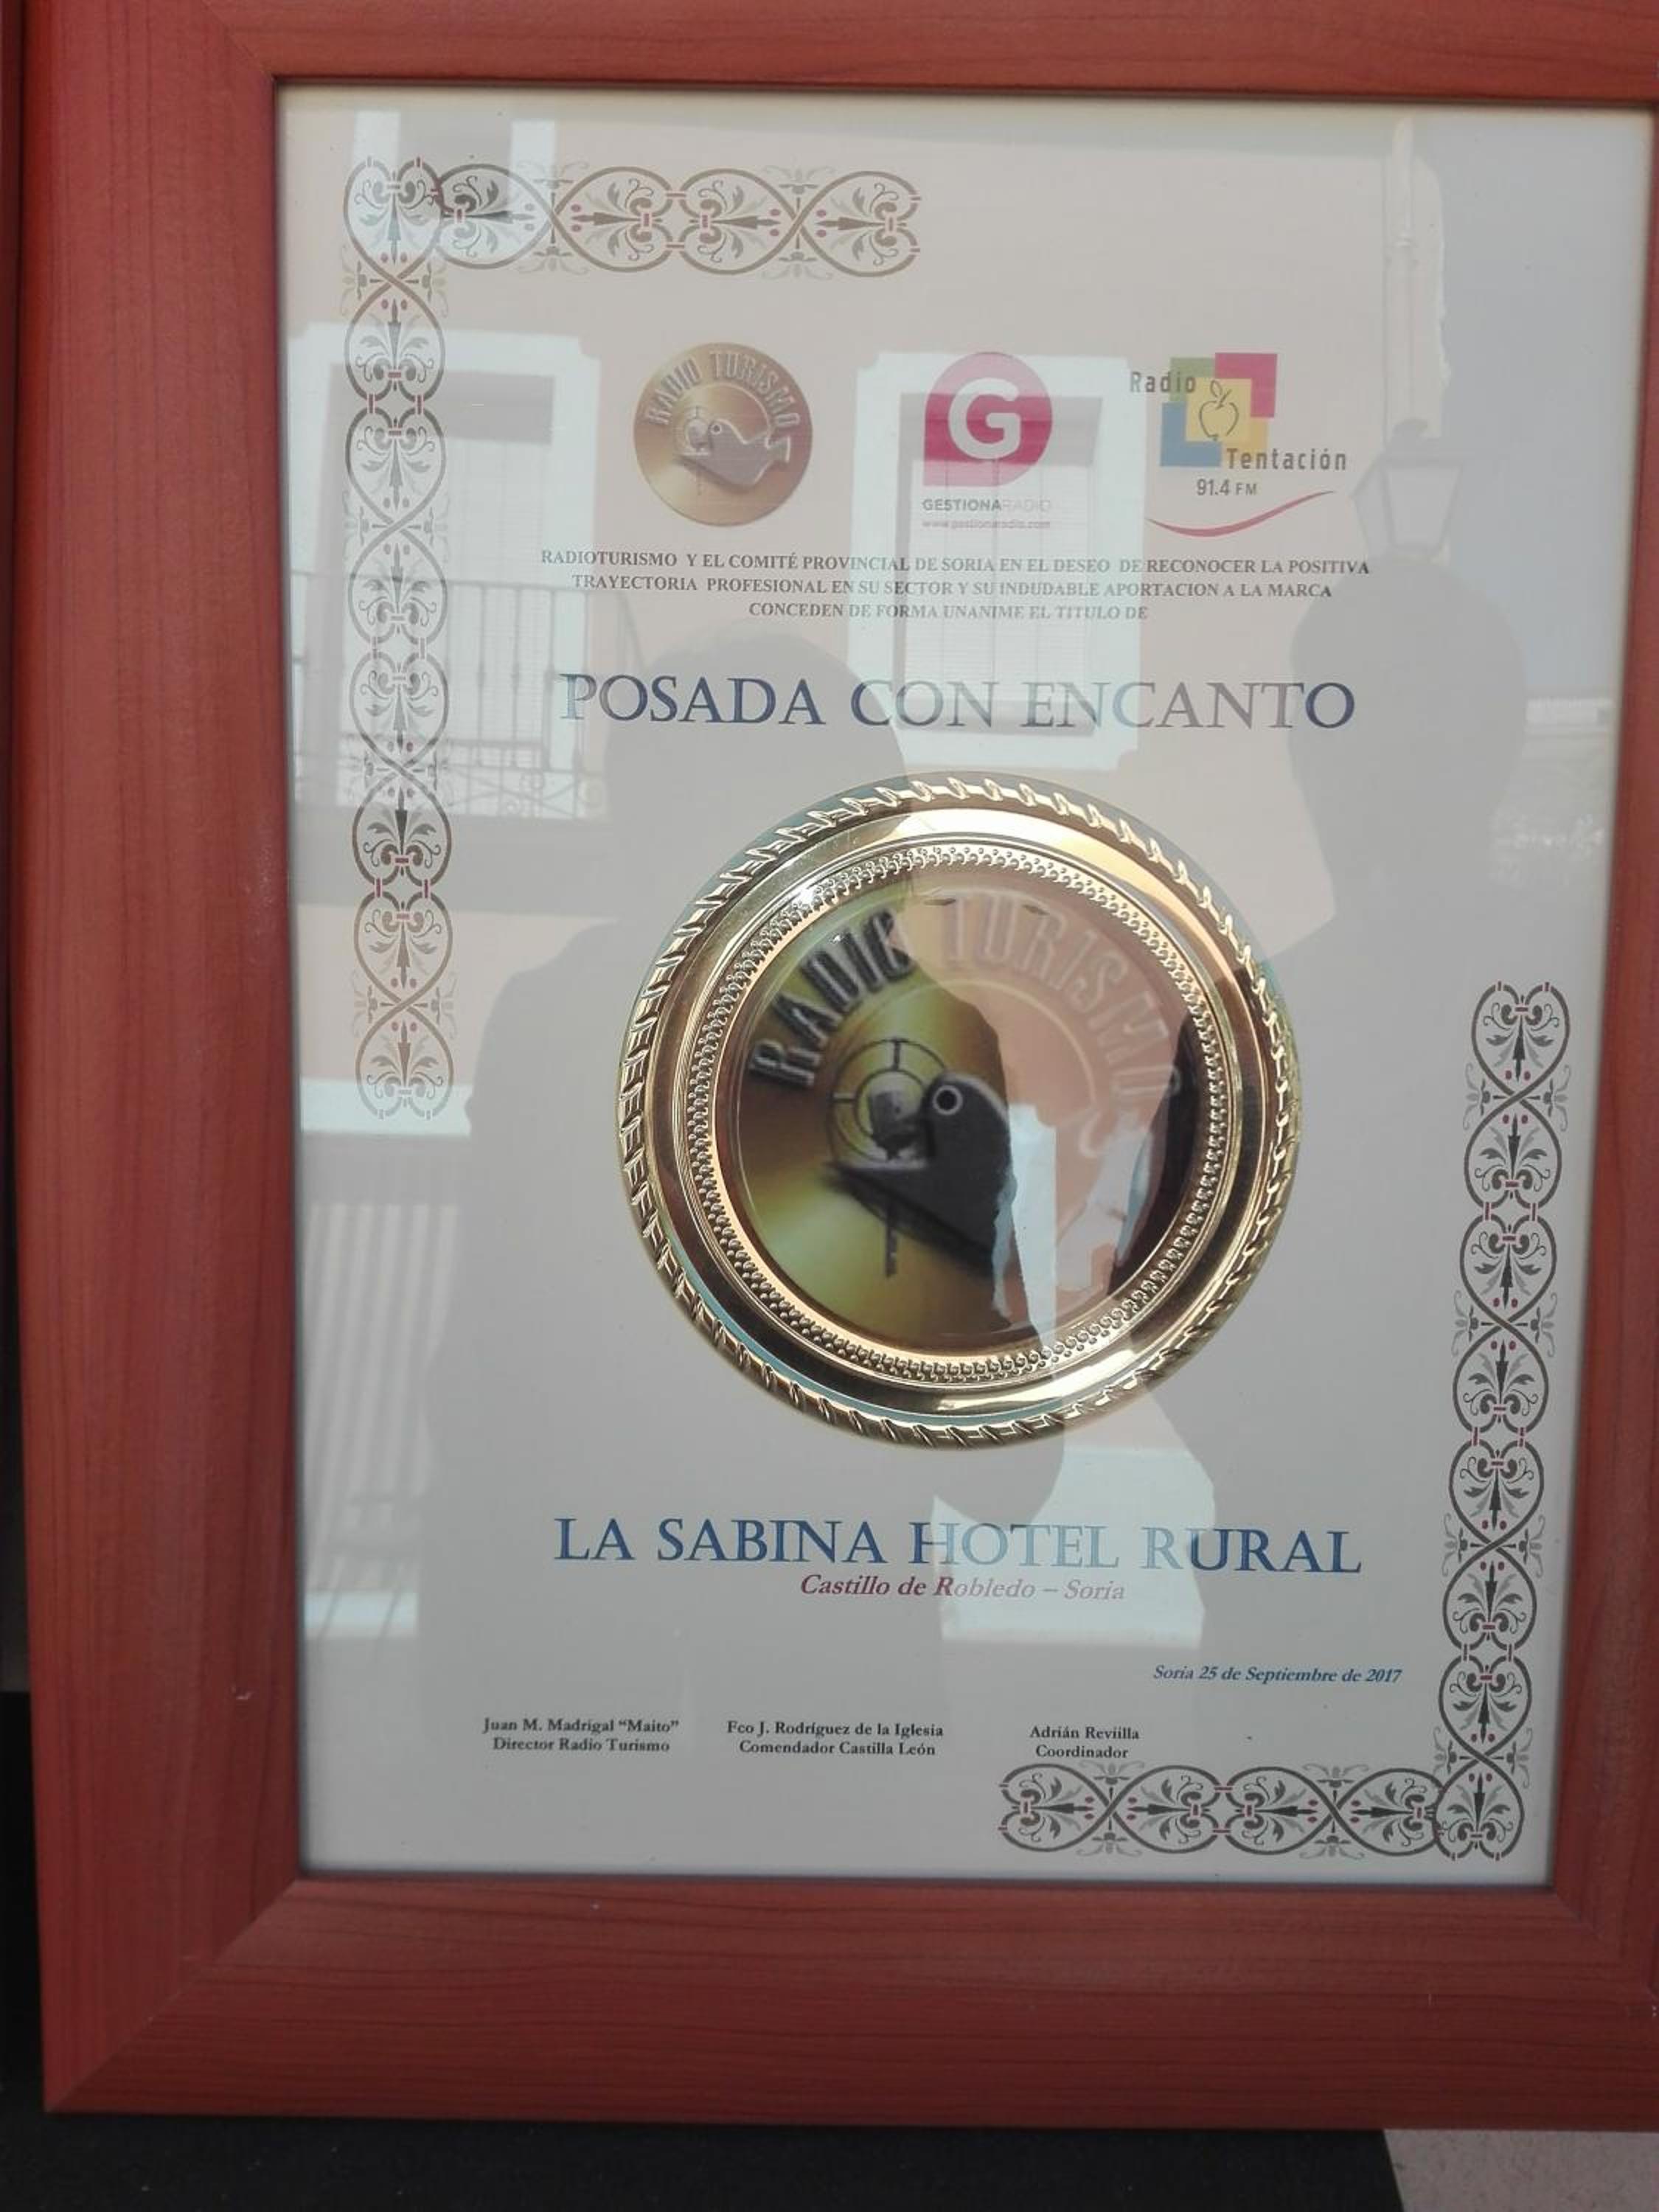 RADIO TURISMO
G
GESTIONARADIO
www.gestionaradio.com
Radio
Tentación
91.4 FM
RADIOTURISMO Y EL COMITÉ PROVINCIAL DE SORIA EN EL DESEO DE RECONOCER LA POSITIVA
TRAYECTORIA PROFESIONAL EN SU SECTOR Y SU INDUDABLE APORTACION A LA MARCA
CONCEDEN DE FORMA UNANIME EL TITULO DE
POSADA CON ENCANTO
RADIO TURISMO
LA SABINA HOTEL RURAL
Castillo de Robledo – Soria
Soria 25 de Septiembre de 2017
Juan M. Madrigal “Maito”
Director Radio Turismo
Fco J. Rodríguez de la Iglesia
Comendador Castilla León
Adrián Reviilla
Coordinador